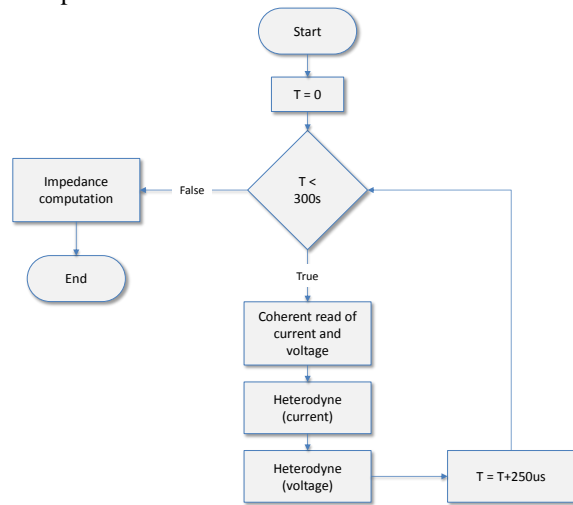 Start
T = 0
T <
300s
False
Impedance
computation
End
True
Coherent read of
current and
voltage
Heterodyne
(current)
Heterodyne
(voltage)
T = T+250us